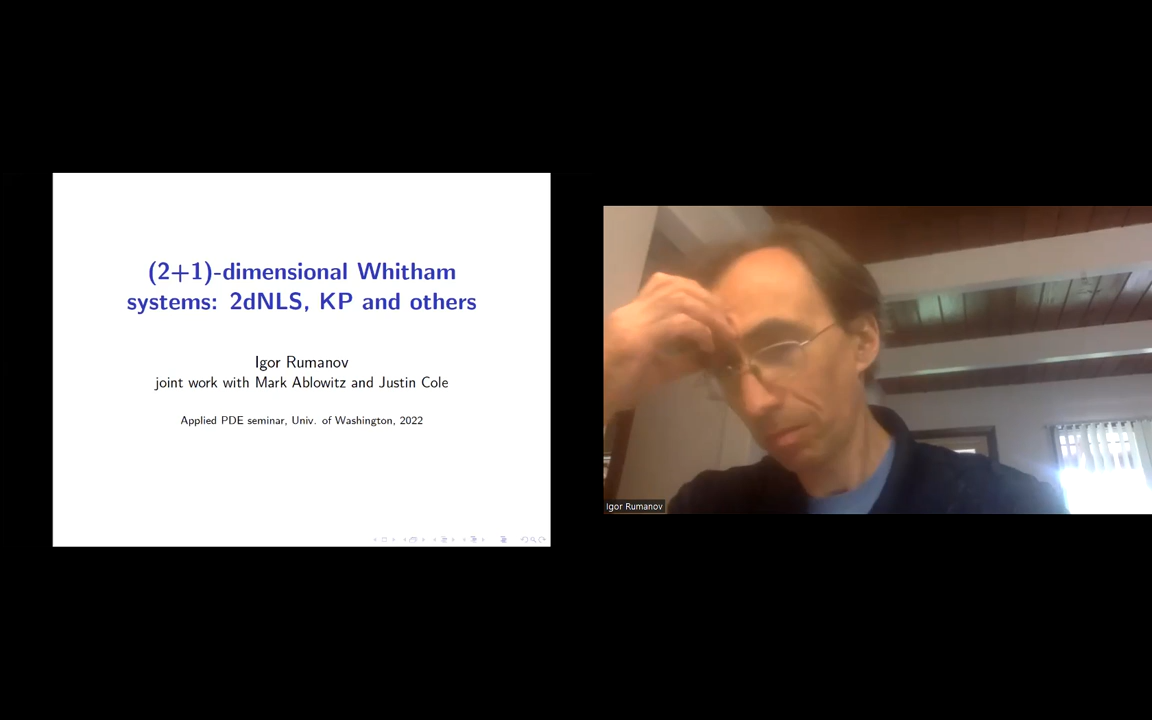 (2+1)-dimensional Whitham
systems: 2dNLS, KP and others
Igor Rumanov
joint work with Mark Ablowitz and Justin Cole
Applied PDE seminar, Univ. of Washington, 2022
Igor Rumanov